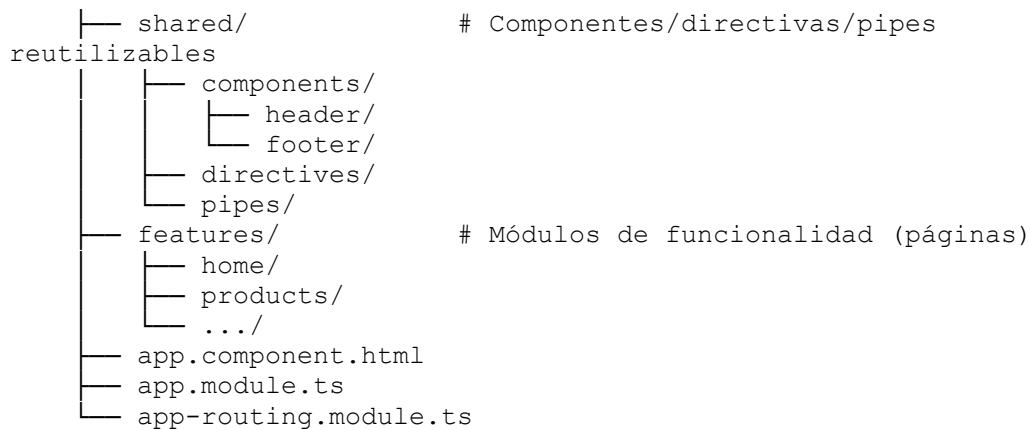 ├── shared/              # Componentes/directivas/pipes
reutilizables
│   ├── components/
│   │   ├── header/
│   │   └── footer/
│   ├── directives/
│   └── pipes/
├── features/            # Módulos de funcionalidad (páginas)
│   ├── home/
│   ├── products/
│   └── .../
├── app.component.html
├── app.module.ts
└── app-routing.module.ts